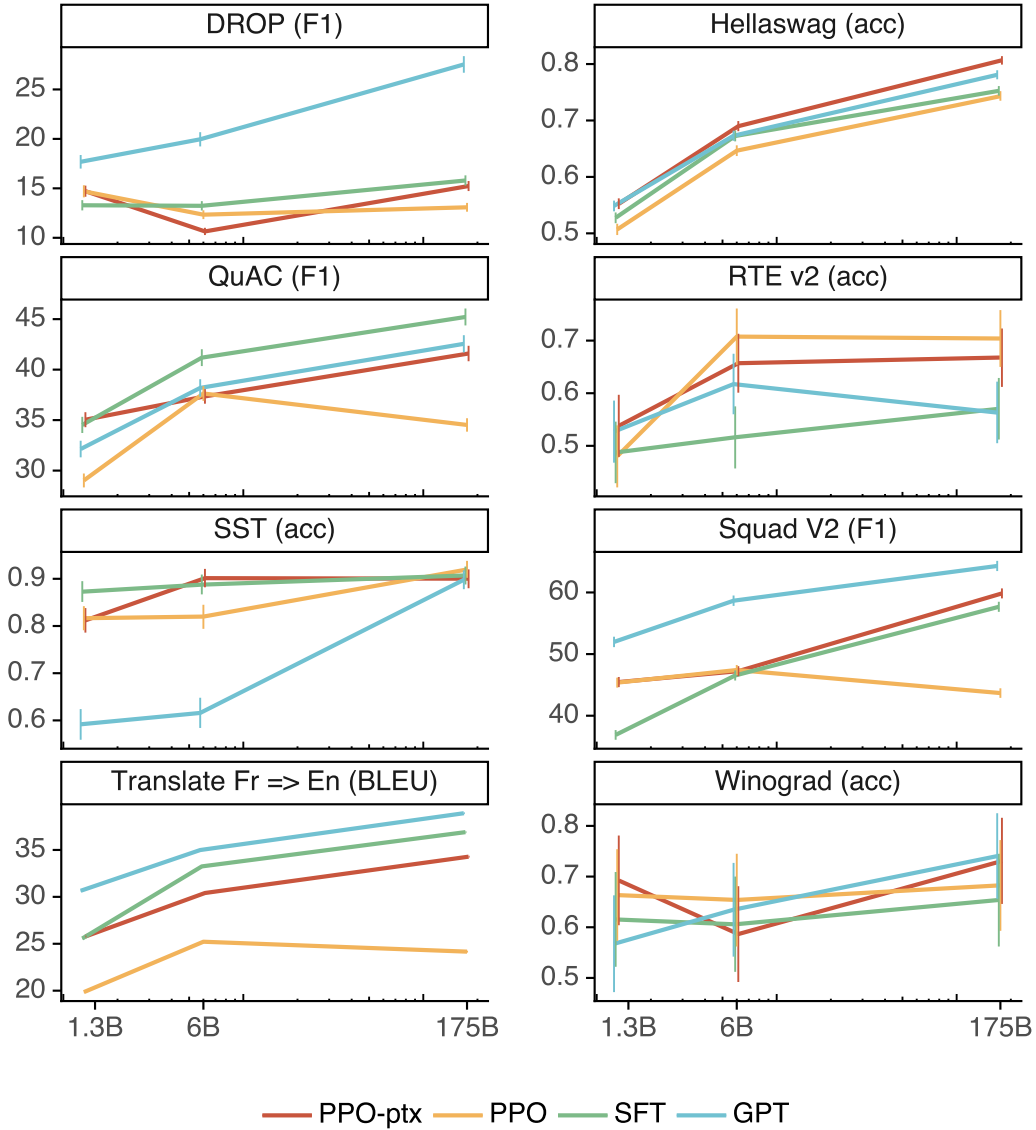 DROP (F1)
25
20
15
10
Hellaswag (acc)
0.8
0.7
0.6
0.5
QuAC (F1)
45
40
35
30
RTE v2 (acc)
0.7
0.6
0.5
SST (acc)
0.9
0.8
0.7
0.6
Squad V2 (F1)
60
50
40
Translate Fr => En (BLEU)
35
30
25
20
1.3B 6B 175B
Winograd (acc)
0.8
0.7
0.6
0.5
1.3B 6B 175B
PPO-ptx PPO SFT GPT